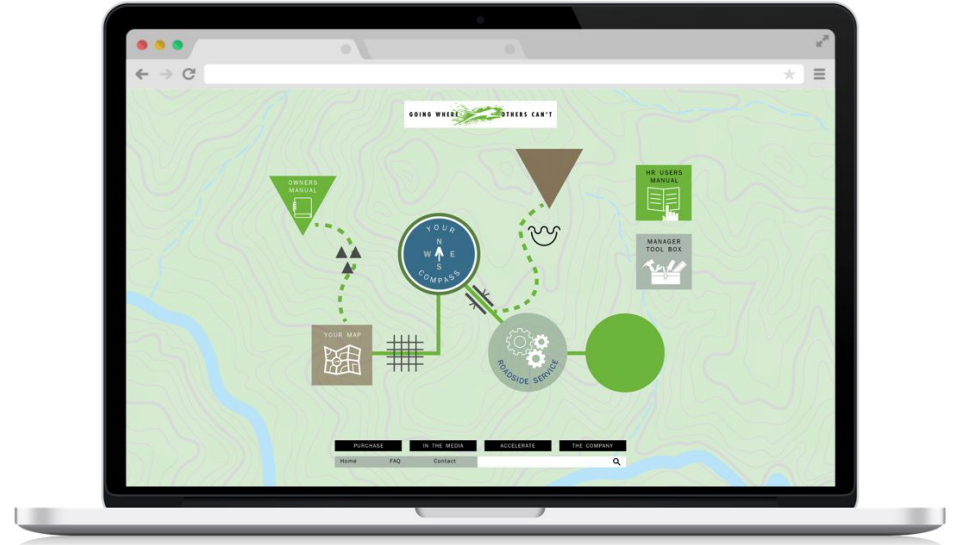 GOING WHERE OTHERS CAN'T
OWNERS
MANUAL
HR USERS
MANUAL
YOUR
N
W E
S
COMPASS
MANAGER
TOOL BOX
YOUR MAP
ROADSIDE SERVICE
PURCHASE IN THE MEDIA ACCELERATE THE COMPANY
Home FAQ Contact